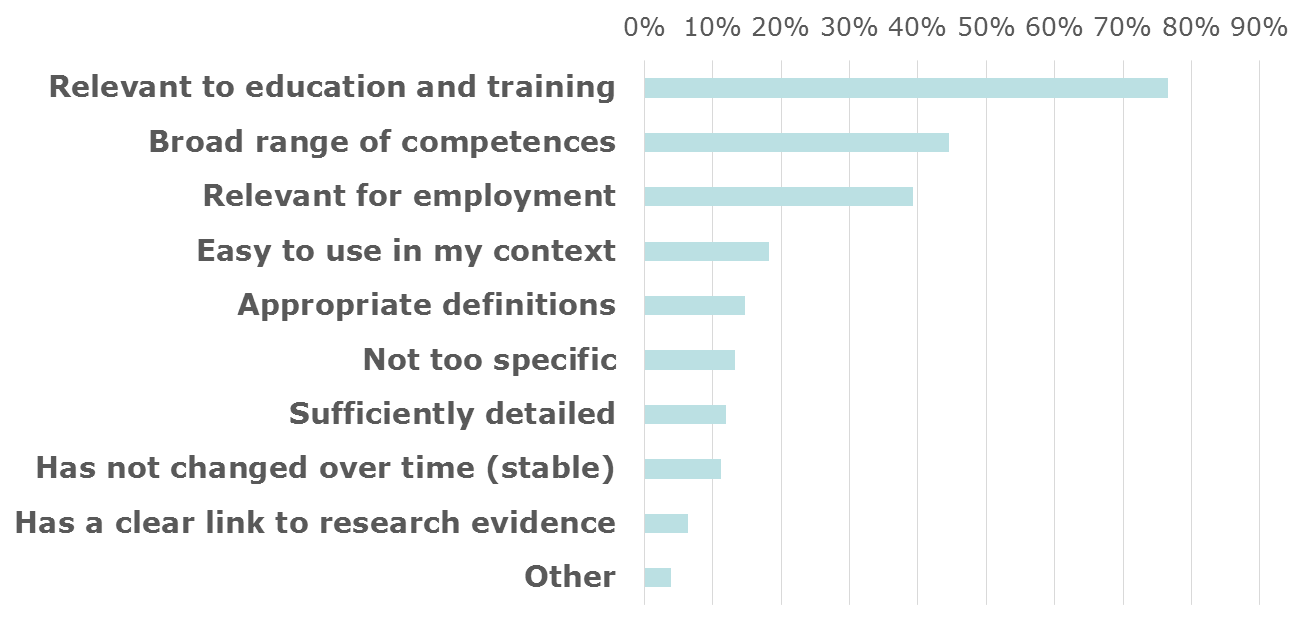 0% 10% 20% 30% 40% 50% 60% 70% 80% 90%
Relevant to education and training
Broad range of competences
Relevant for employment
Easy to use in my context
Appropriate definitions
Not too specific
Sufficiently detailed
Has not changed over time (stable)
Has a clear link to research evidence
Other